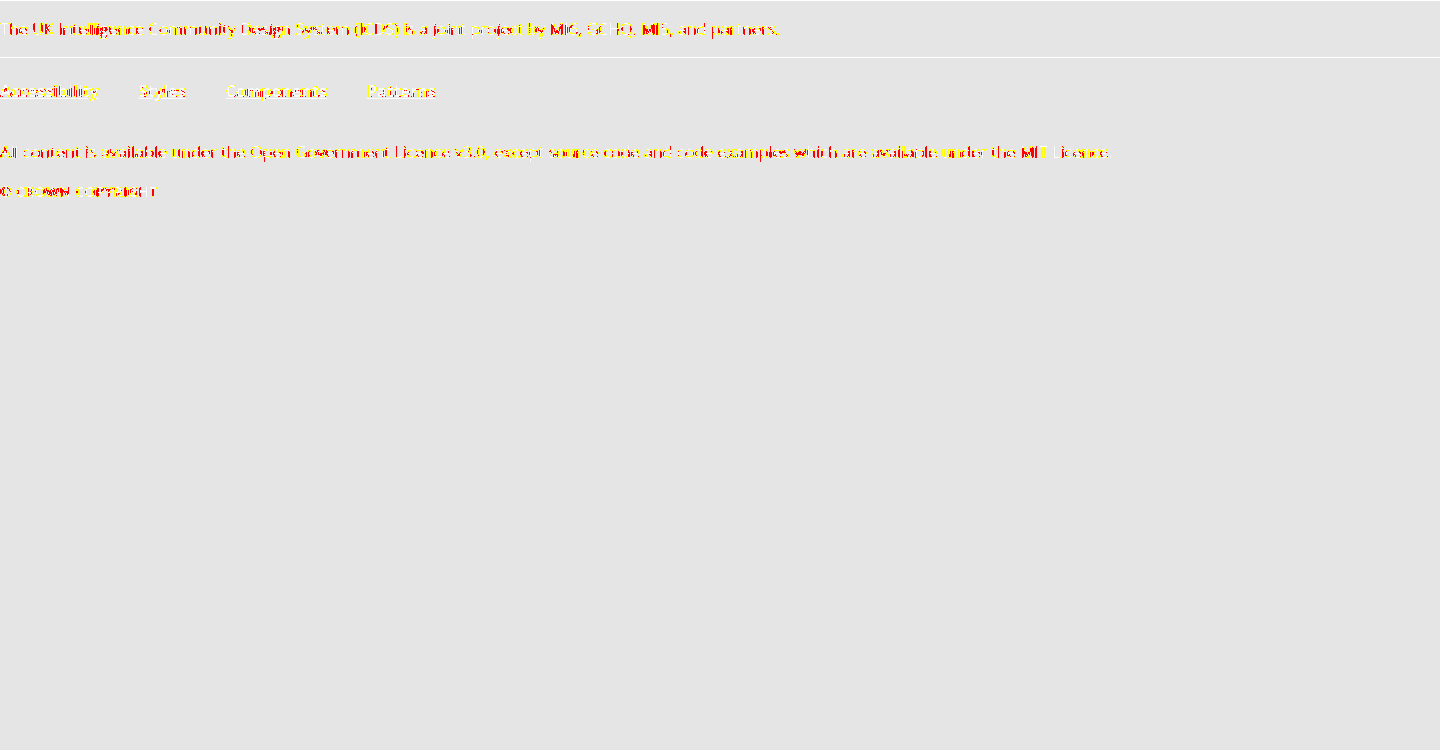 The UK Intelligence Community Design System (ICDS) is a joint project by MI6, GCHQ, MI5, and partners.
Accessibility Styles Components Patterns
All content is available under the Open Government Licence v3.0, except source code and code examples which are available under the MIT Licence
© CROWN COPYRIGHT